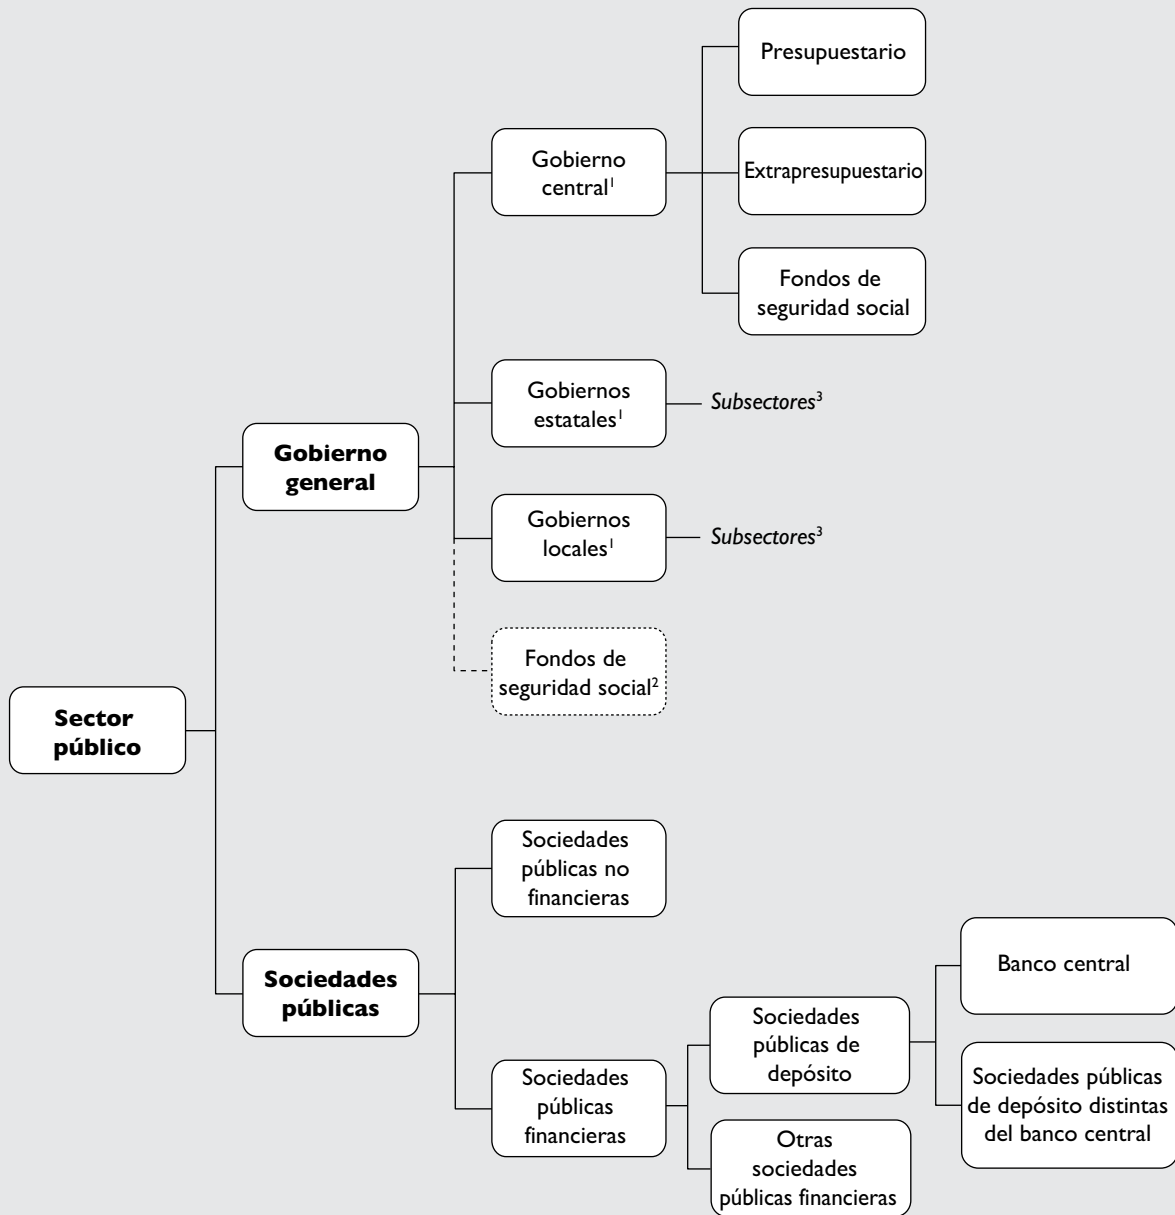 Presupuestario
Gobierno
central¹
Extrapresupuestario
Fondos de
seguridad social
Gobiernos
estatales¹
Subsectores³
Gobierno
general
Gobiernos
locales¹
Subsectores³
Fondos de
seguridad social²
Sector
público
Sociedades
públicas no
financieras
Sociedades
públicas
Banco central
Sociedades
públicas de
depósito
Sociedades
públicas
financieras
Sociedades públicas
de depósito distintas
del banco central
Otras
sociedades
públicas financieras